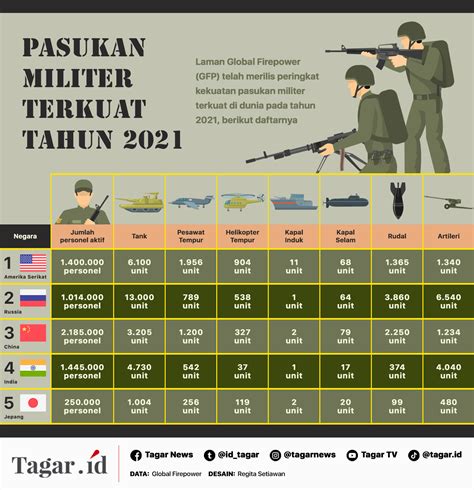 PASUKAN
MILITER
TERKUAT
TAHUN 2021
Laman Global Firepower
(GFP) telah merilis peringkat
kekuatan pasukan militer
terkuat di dunia pada tahun
2021, berikut daftarnya
Negara
Jumlah personel aktif
Tank
Pesawat Tempur
Helikopter Tempur
Kapal Induk
Kapal Selam
Rudal
Artileri
1 Amerika Serikat
1.400.000 personel
6.100 unit
1.956 unit
904 unit
11 unit
68 unit
1.365 unit
1.340 unit
2 Russia
1.014.000 personel
13.000 unit
789 unit
538 unit
1 unit
64 unit
3.860 unit
6.540 unit
3 China
2.185.000 personel
3.205 unit
1.200 unit
327 unit
2 unit
79 unit
2.250 unit
1.234 unit
4 India
1.445.000 personel
4.730 unit
542 unit
37 unit
1 unit
17 unit
374 unit
4.040 unit
5 Jepang
250.000 personel
1.004 unit
256 unit
119 unit
2 unit
20 unit
99 unit
480 unit
Tagar.id
Tagar News
@id_tagar
@tagarnews
Tagar TV
@tagar.id
DATA: Global Firepower
DESAIN: Regita Setiawan